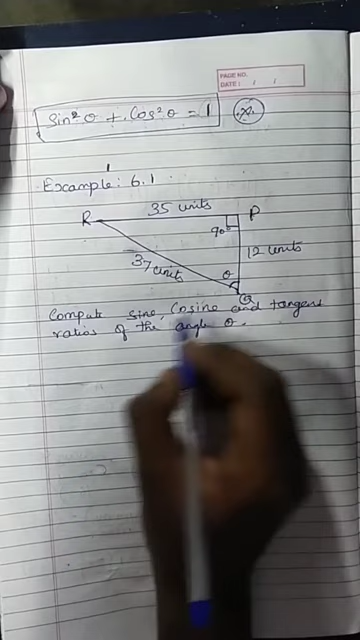 PAGE NO.
DATE: / /
Sin²θ + Cos²θ = 1
Example: 6.1
35 units
R
P
90°
12 units
37 units
θ
Q
Compute sine, Cosine and tangent
ratios of the angle θ.